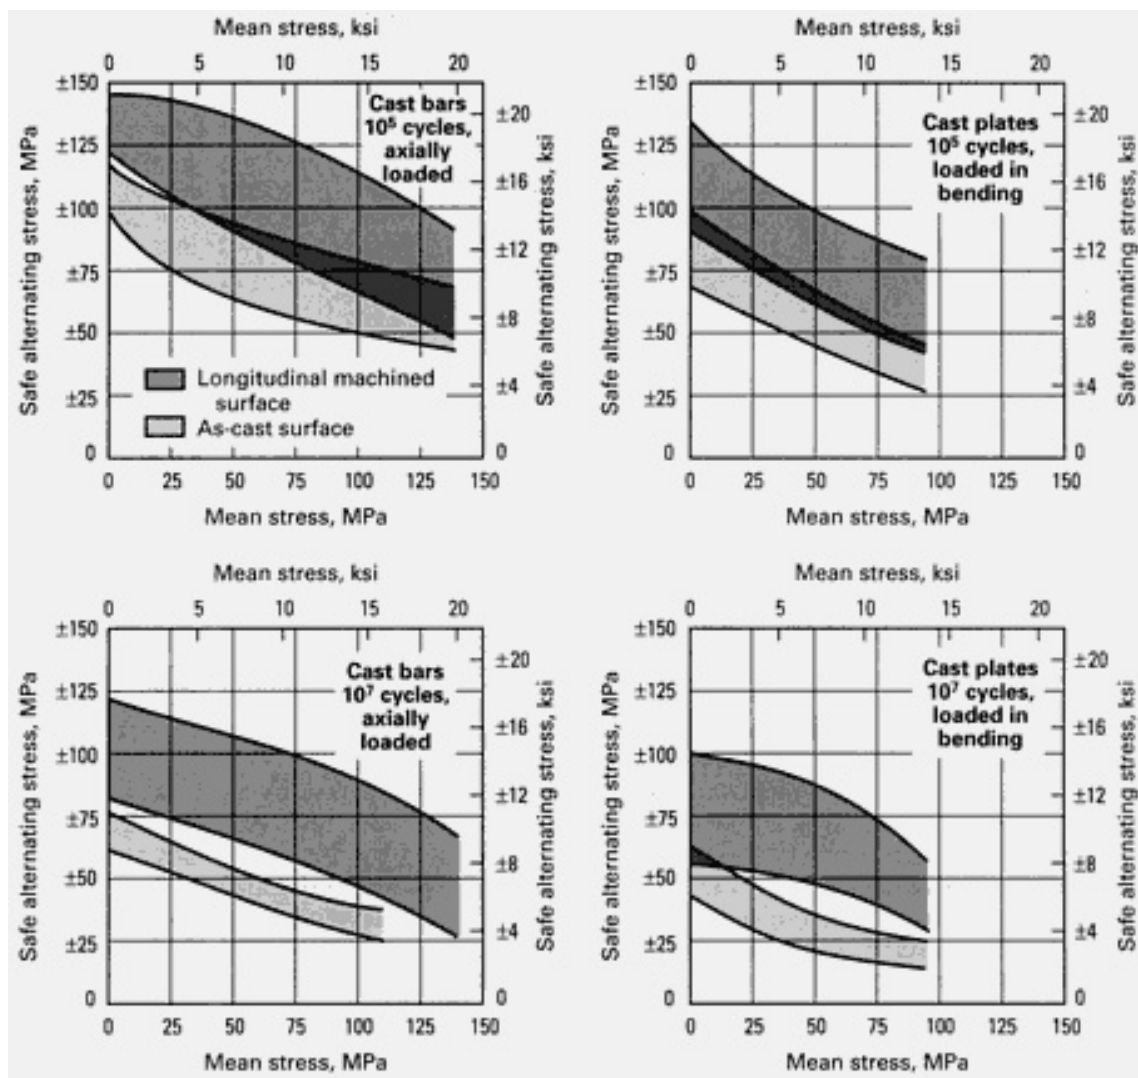 Mean stress, ksi
0 5 10 15 20
±150
±125
±100
±75
±50
±25
0
Safe alternating stress, MPa
Cast bars
10⁵ cycles,
axially
loaded
±20
±16
±12
±8
±4
0
Safe alternating stress, ksi
Longitudinal machined
surface
As-cast surface
0 25 50 75 100 125 150
Mean stress, MPa
Mean stress, ksi
0 5 10 15 20
±150
±125
±100
±75
±50
±25
0
Safe alternating stress, MPa
Cast plates
10⁵ cycles,
loaded in
bending
±20
±16
±12
±8
±4
0
Safe alternating stress, ksi
0 25 50 75 100 125 150
Mean stress, MPa
Mean stress, ksi
0 5 10 15 20
±150
±125
±100
±75
±50
±25
0
Safe alternating stress, MPa
Cast bars
10⁷ cycles,
axially
loaded
±20
±16
±12
±8
±4
0
Safe alternating stress, ksi
0 25 50 75 100 125 150
Mean stress, MPa
Mean stress, ksi
0 5 10 15 20
±150
±125
±100
±75
±50
±25
0
Safe alternating stress, MPa
Cast plates
10⁷ cycles,
loaded in
bending
±20
±16
±12
±8
±4
0
Safe alternating stress, ksi
0 25 50 75 100 125 150
Mean stress, MPa